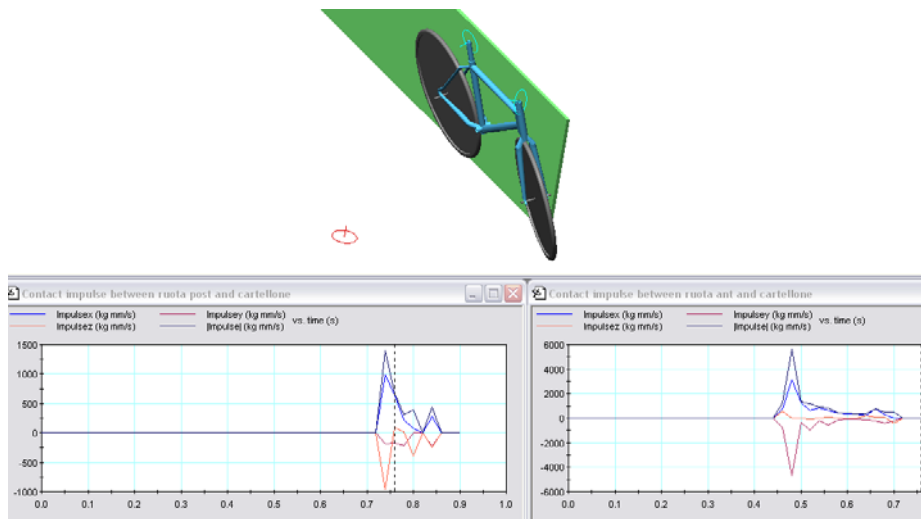 Contact impulse between ruota post and cartellone
Impulsex (kg mm/s) Impulsey (kg mm/s) vs. time (s)
Impulsez (kg mm/s) |Impulse| (kg mm/s)
1500
1000
500
0
-500
-1000
0.0 0.1 0.2 0.3 0.4 0.5 0.6 0.7 0.8 0.9 1.0
Contact impulse between ruota ant and cartellone
Impulsex (kg mm/s) Impulsey (kg mm/s) vs. time (s)
Impulsez (kg mm/s) |Impulse| (kg mm/s)
6000
4000
2000
0
-2000
-4000
-6000
0.0 0.1 0.2 0.3 0.4 0.5 0.6 0.7